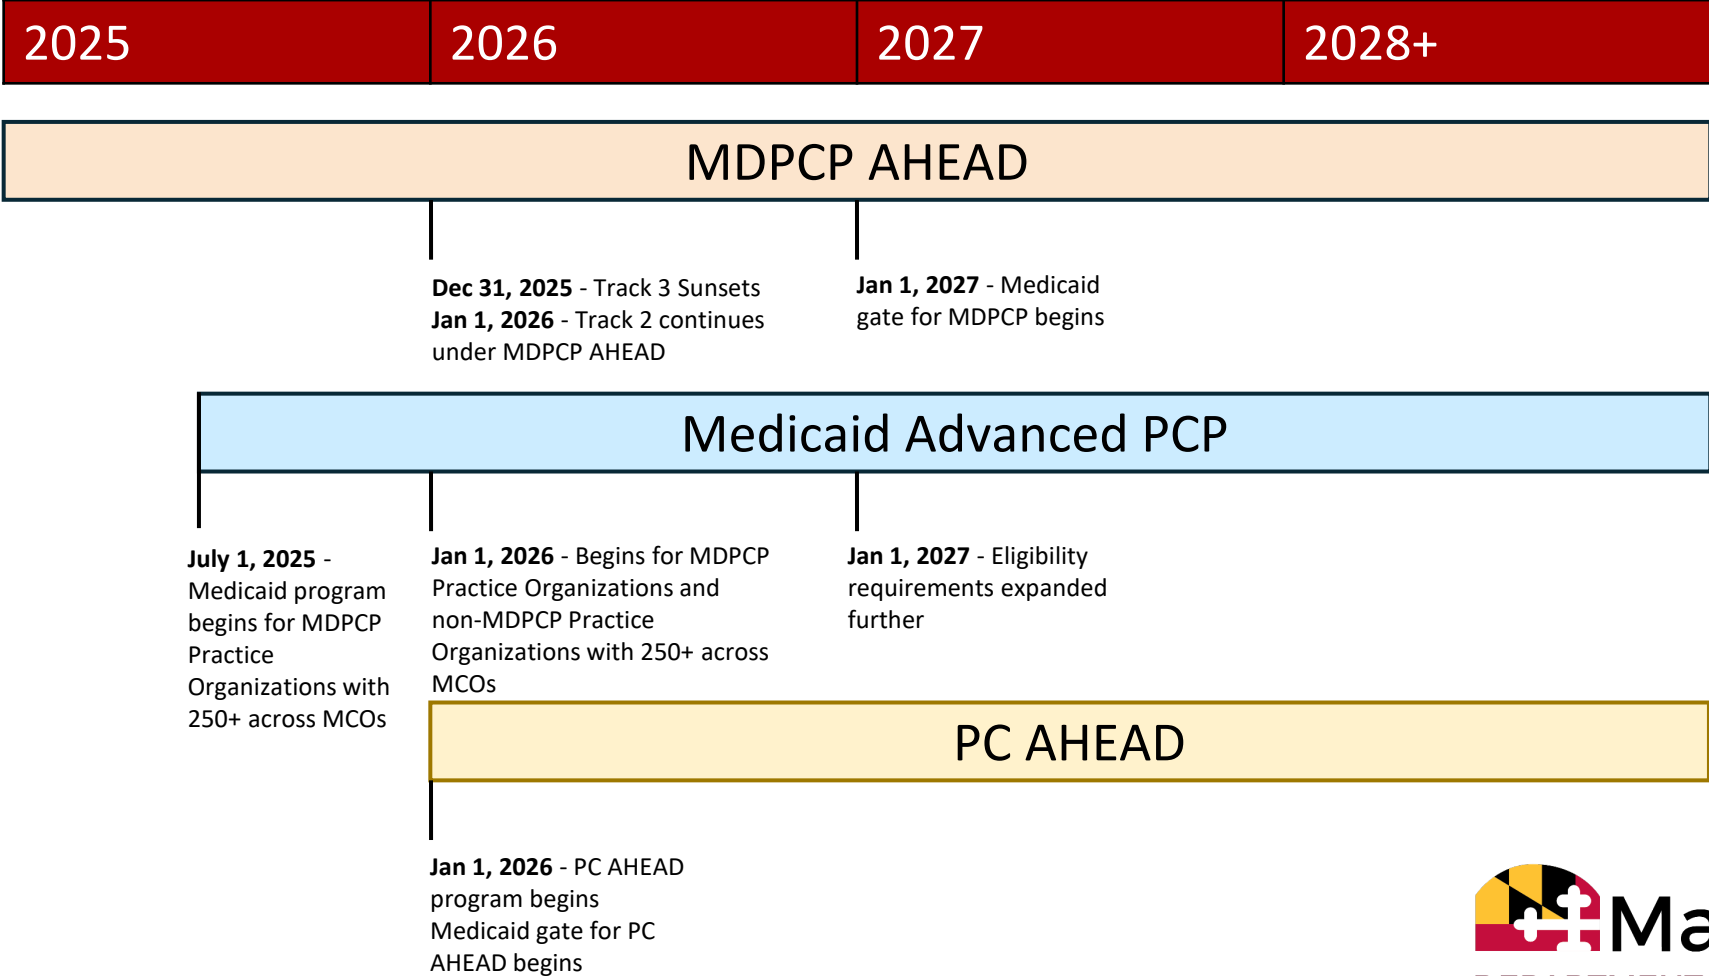 2025
2026
2027
2028+
MDPCP AHEAD
Dec 31, 2025 - Track 3 Sunsets
Jan 1, 2026 - Track 2 continues
under MDPCP AHEAD
Jan 1, 2027 - Medicaid
gate for MDPCP begins
Medicaid Advanced PCP
July 1, 2025 -
Medicaid program
begins for MDPCP
Practice
Organizations with
250+ across MCOs
Jan 1, 2026 - Begins for MDPCP
Practice Organizations and
non-MDPCP Practice
Organizations with 250+ across
MCOs
Jan 1, 2027 - Eligibility
requirements expanded
further
PC AHEAD
Jan 1, 2026 - PC AHEAD
program begins
Medicaid gate for PC
AHEAD begins